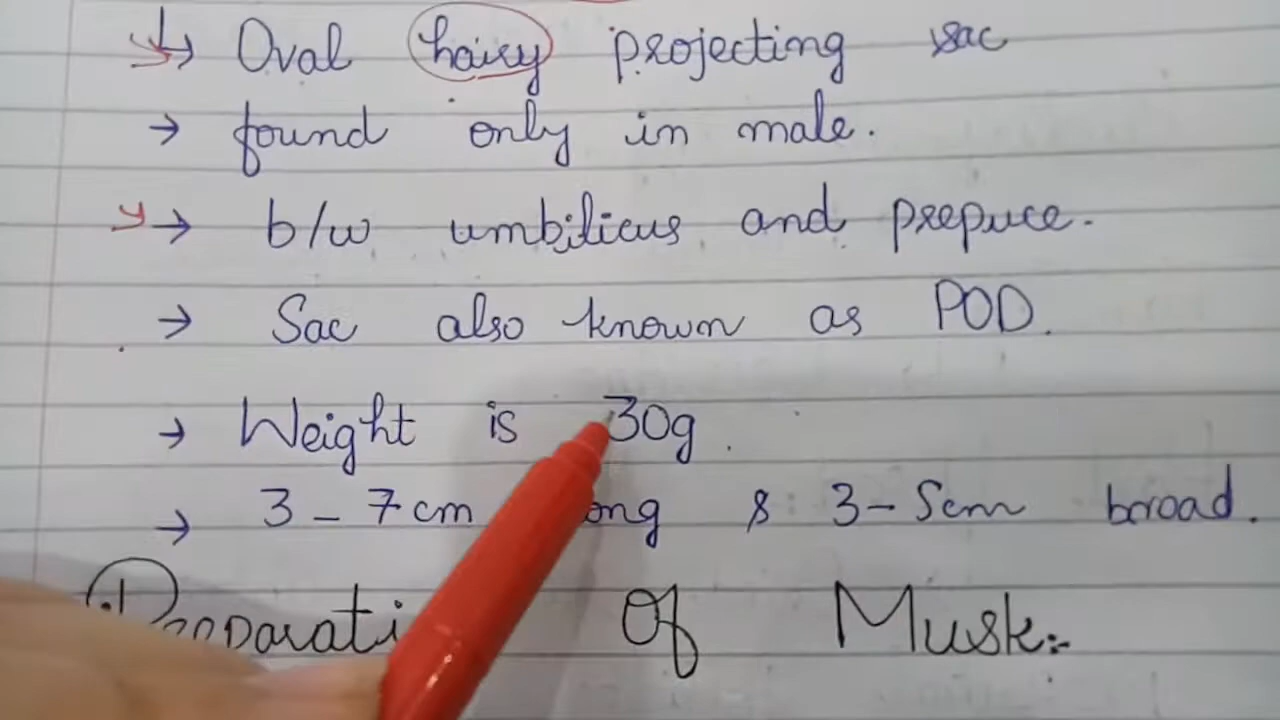 → Oval hairy projecting sac
→ found only in male.
→ b/w umbilicus and prepuce.
→ Sac also known as POD.
→ Weight is 30g.
→ 3-7cm & 3-5cm broad.
Of Musk:-